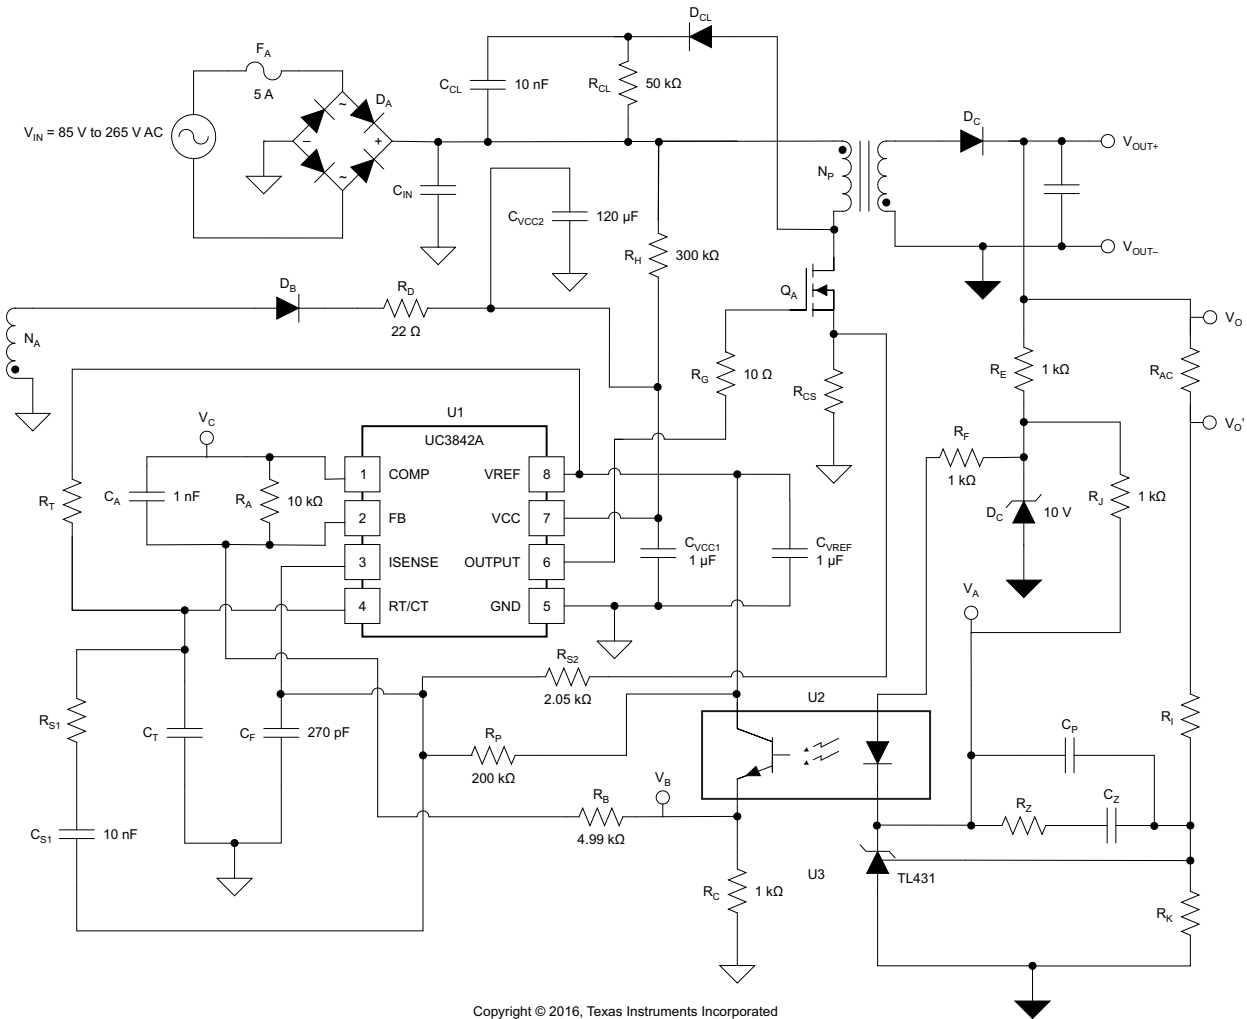 D_CL
F_A
5 A
C_CL
10 nF
R_CL
50 kΩ
V_IN = 85 V to 265 V AC
~
D_A
−
+
~
D_C
V_OUT+
N_P
C_IN
C_VCC2
120 µF
V_OUT–
R_H
300 kΩ
Q_A
D_B
R_D
22 Ω
V_O
N_A
R_G
10 Ω
R_CS
R_E
1 kΩ
R_AC
V_O'
U1
V_C
UC3842A
R_F
1 kΩ
1
COMP
VREF
8
R_T
C_A
1 nF
R_A
10 kΩ
R_J
1 kΩ
2
FB
VCC
7
D_C
10 V
C_VCC1
1 µF
C_VREF
1 µF
3
ISENSE
OUTPUT
6
4
RT/CT
GND
5
V_A
R_S2
2.05 kΩ
U2
R_S1
C_T
C_F
270 pF
R_P
200 kΩ
C_P
R_I
V_B
R_B
4.99 kΩ
R_Z
C_Z
C_S1
10 nF
U3
TL431
R_C
1 kΩ
R_K
Copyright © 2016, Texas Instruments Incorporated